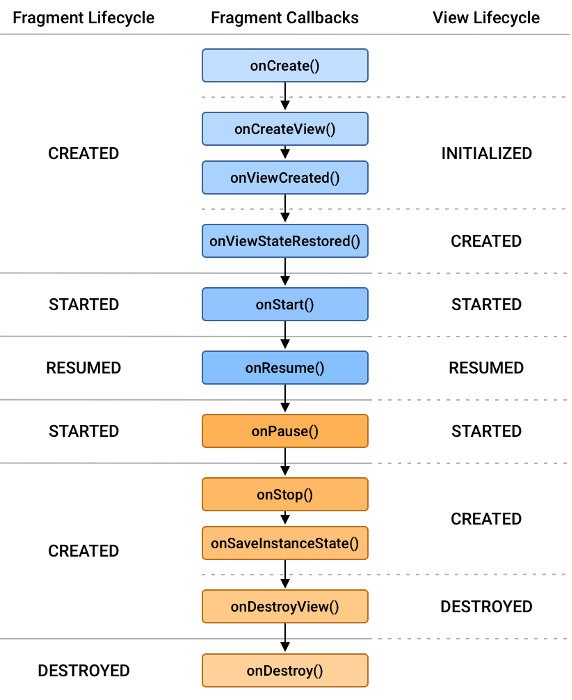 Fragment Lifecycle Fragment Callbacks View Lifecycle
onCreate()
onCreateView()
CREATED INITIALIZED
onViewCreated()
onViewStateRestored() CREATED
STARTED onStart() STARTED
RESUMED onResume() RESUMED
STARTED onPause() STARTED
onStop()
CREATED
onSaveInstanceState()
CREATED
onDestroyView() DESTROYED
DESTROYED onDestroy()